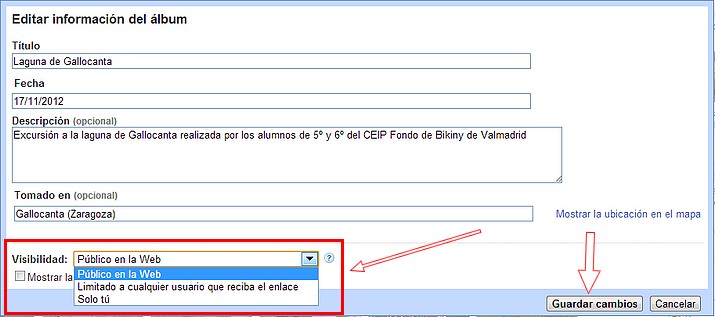 Editar información del álbum
Título
Laguna de Gallocanta
Fecha
17/11/2012
Descripción (opcional)
Excursión a la laguna de Gallocanta realizada por los alumnos de 5º y 6º del CEIP Fondo de Bikiny de Valmadrid
Tomado en (opcional)
Gallocanta (Zaragoza) Mostrar la ubicación en el mapa
Visibilidad: Público en la Web ?
Mostrar la
Público en la Web
Limitado a cualquier usuario que reciba el enlace
Solo tú
Guardar cambios Cancelar